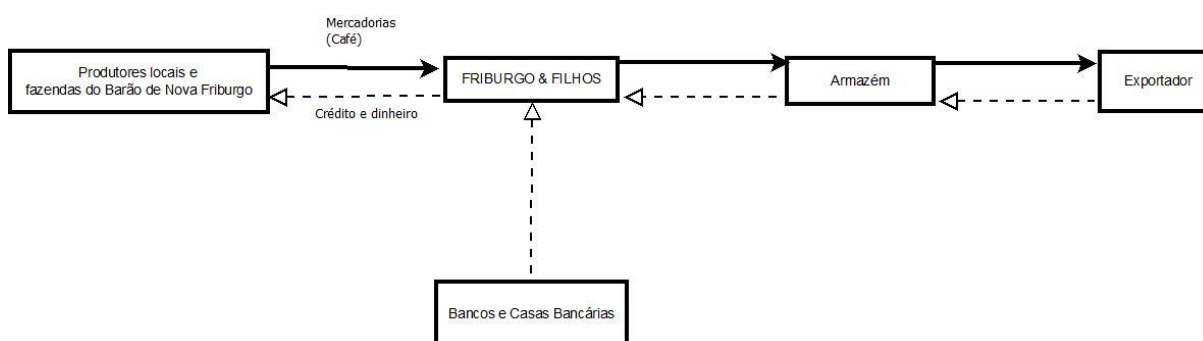 Mercadorias
(Café)
Produtores locais e
fazendas do Barão de Nova Friburgo
FRIBURGO & FILHOS
Armazém
Exportador
Crédito e dinheiro
Bancos e Casas Bancárias